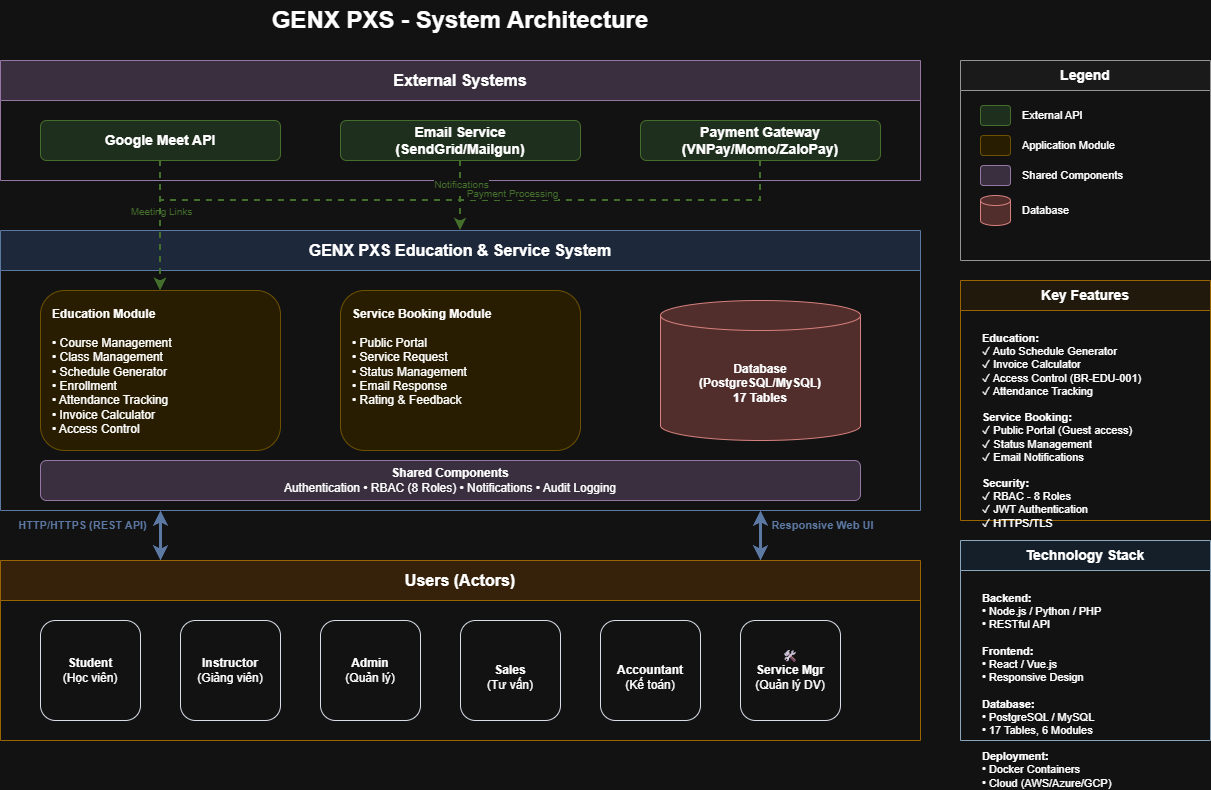 GENX PXS - System Architecture
External Systems
Google Meet API
Email Service
(SendGrid/Mailgun)
Payment Gateway
(VNPay/Momo/ZaloPay)
Notifications
Payment Processing
Meeting Links
GENX PXS Education & Service System
Education Module
• Course Management
• Class Management
• Schedule Generator
• Enrollment
• Attendance Tracking
• Invoice Calculator
• Access Control
Service Booking Module
• Public Portal
• Service Request
• Status Management
• Email Response
• Rating & Feedback
Database
(PostgreSQL/MySQL)
17 Tables
Shared Components
Authentication • RBAC (8 Roles) • Notifications • Audit Logging
HTTP/HTTPS (REST API)
Responsive Web UI
Users (Actors)
Student
(Học viên)
Instructor
(Giảng viên)
Admin
(Quản lý)
Sales
(Tư vấn)
Accountant
(Kế toán)
🛠
Service Mgr
(Quản lý DV)
Legend
External API
Application Module
Shared Components
Database
Key Features
Education:
✓ Auto Schedule Generator
✓ Invoice Calculator
✓ Access Control (BR-EDU-001)
✓ Attendance Tracking
Service Booking:
✓ Public Portal (Guest access)
✓ Status Management
✓ Email Notifications
Security:
✓ RBAC - 8 Roles
✓ JWT Authentication
✓ HTTPS/TLS
Technology Stack
Backend:
• Node.js / Python / PHP
• RESTful API
Frontend:
• React / Vue.js
• Responsive Design
Database:
• PostgreSQL / MySQL
• 17 Tables, 6 Modules
Deployment:
• Docker Containers
• Cloud (AWS/Azure/GCP)